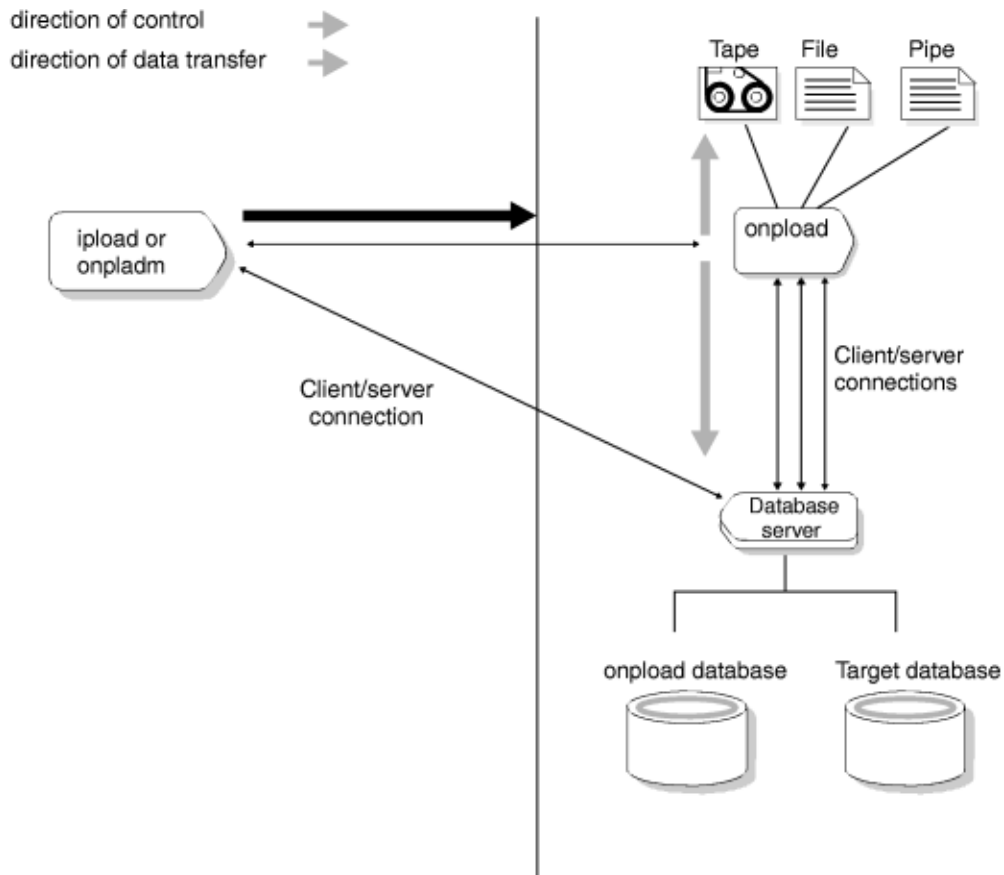 direction of control
direction of data transfer
Tape
File
Pipe
ipload or
onpladm
onpload
Client/server
connection
Client/server
connections
Database
server
onpload database
Target database